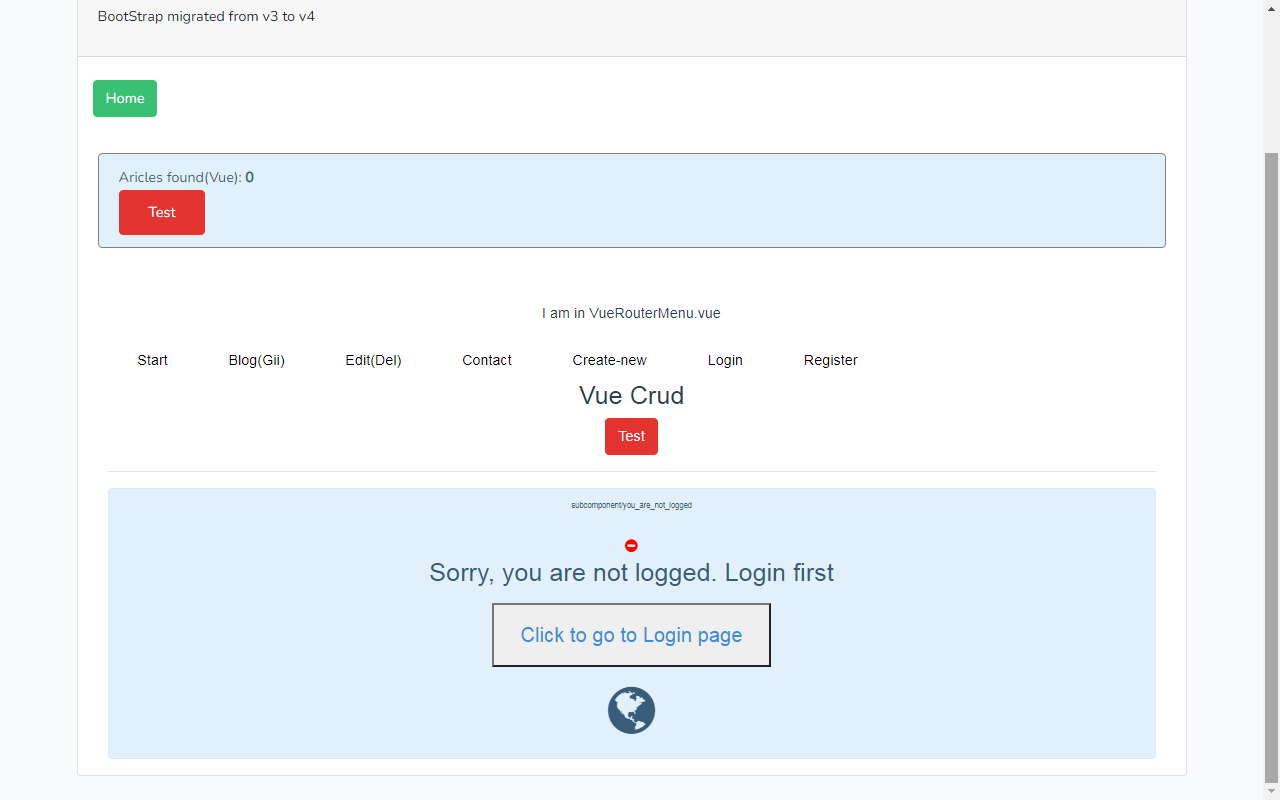 BootStrap migrated from v3 to v4
Home
Aricles found(Vue): 0
Test
I am in VueRouterMenu.vue
Start Blog(Gii) Edit(Del) Contact Create-new Login Register
Vue Crud
Test
subcomponent/you_are_not_logged
Sorry, you are not logged. Login first
Click to go to Login page